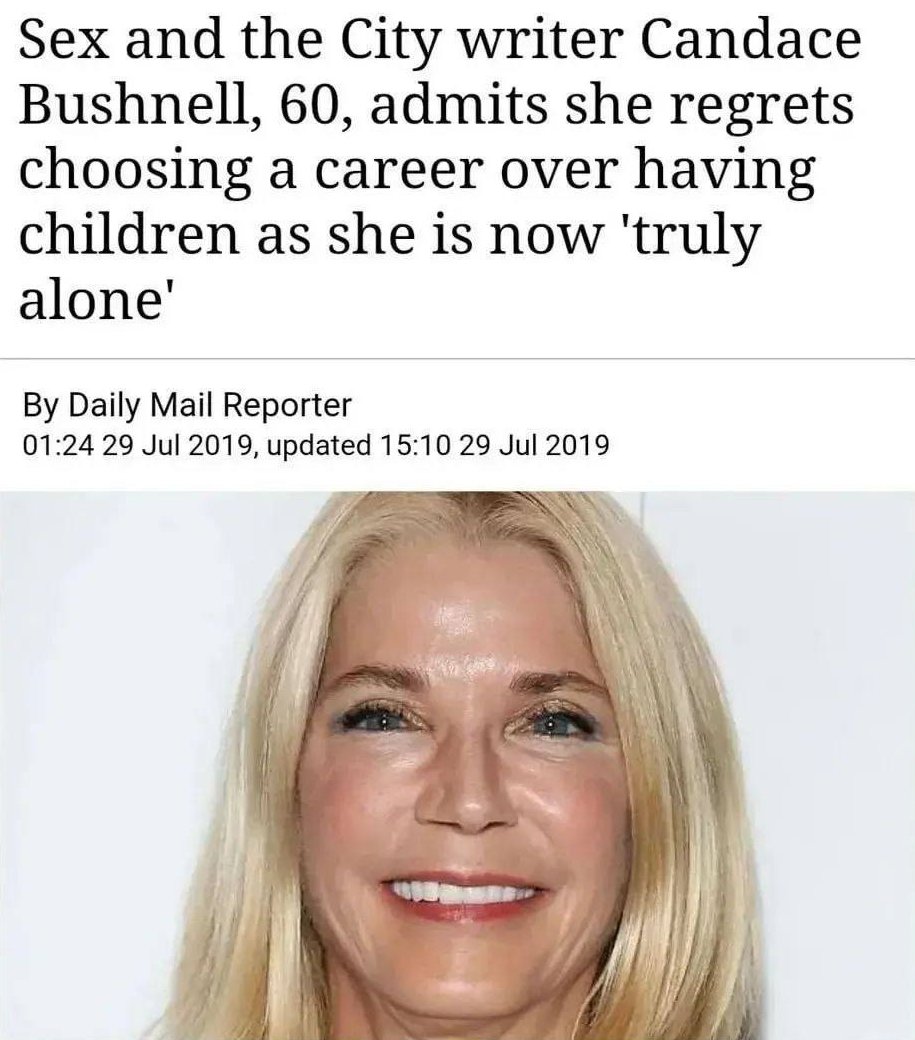 Sex and the City writer Candace
Bushnell, 60, admits she regrets
choosing a career over having
children as she is now 'truly
alone'
By Daily Mail Reporter
01:24 29 Jul 2019, updated 15:10 29 Jul 2019